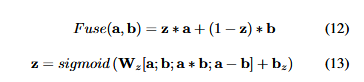 Fuse(a, b) = z ∗ a + (1 − z) ∗ b (12)
z = sigmoid(W_z[a; b; a ∗ b; a − b] + b_z) (13)